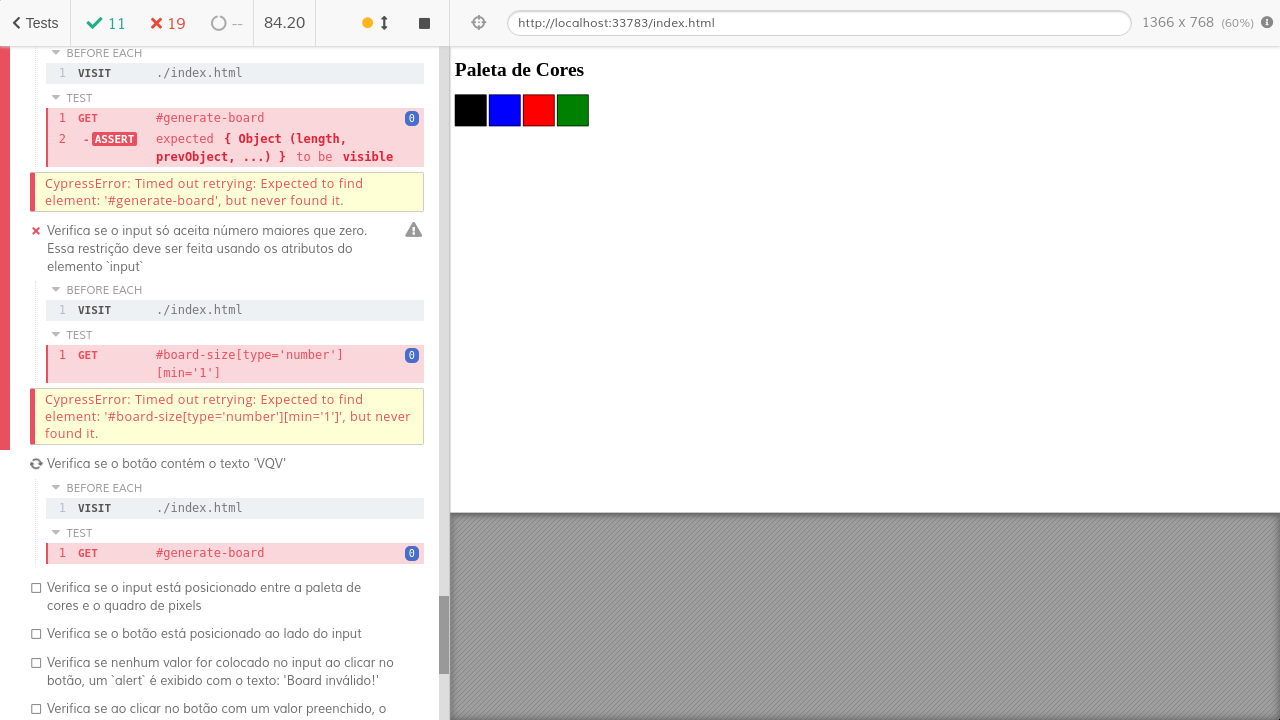 Tests 11 19 -- 84.20 http://localhost:33783/index.html 1366 x 768 (60%)
BEFORE EACH
1 VISIT ./index.html
TEST
1 GET #generate-board 0
2 -ASSERT expected { Object (length,
prevObject, ...) } to be visible
CypressError: Timed out retrying: Expected to find
element: '#generate-board', but never found it.
Verifica se o input só aceita número maiores que zero.
Essa restrição deve ser feita usando os atributos do
elemento `input`
BEFORE EACH
1 VISIT ./index.html
TEST
1 GET #board-size[type='number'] 0
[min='1']
CypressError: Timed out retrying: Expected to find
element: '#board-size[type='number'][min='1']', but never
found it.
Verifica se o botão contém o texto 'VQV'
BEFORE EACH
1 VISIT ./index.html
TEST
1 GET #generate-board 0
Verifica se o input está posicionado entre a paleta de
cores e o quadro de pixels
Verifica se o botão está posicionado ao lado do input
Verifica se nenhum valor for colocado no input ao clicar no
botão, um `alert` é exibido com o texto: 'Board inválido!'
Verifica se ao clicar no botão com um valor preenchido, o
Paleta de Cores